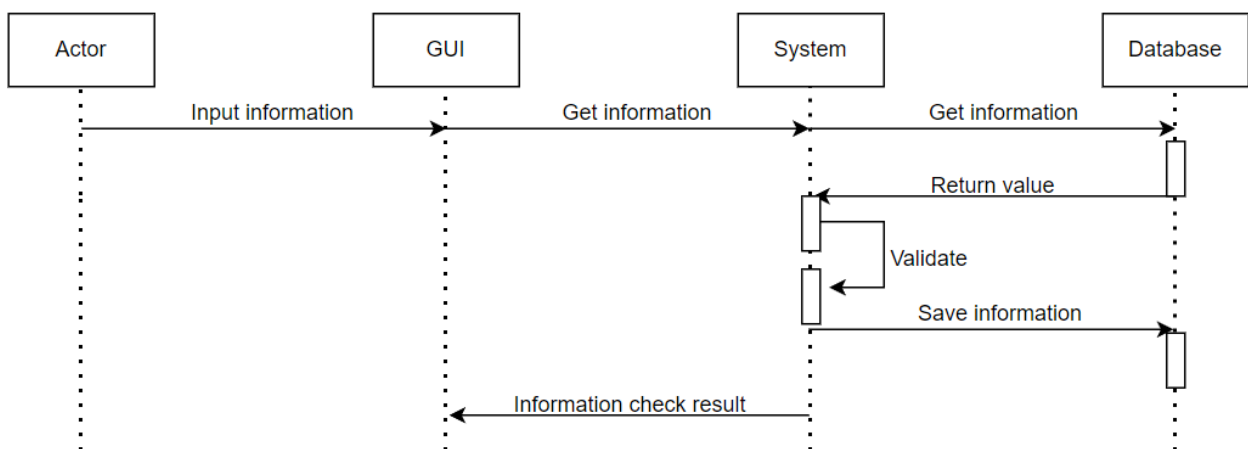 Actor
GUI
System
Database
Input information
Get information
Get information
Return value
Validate
Save information
Information check result